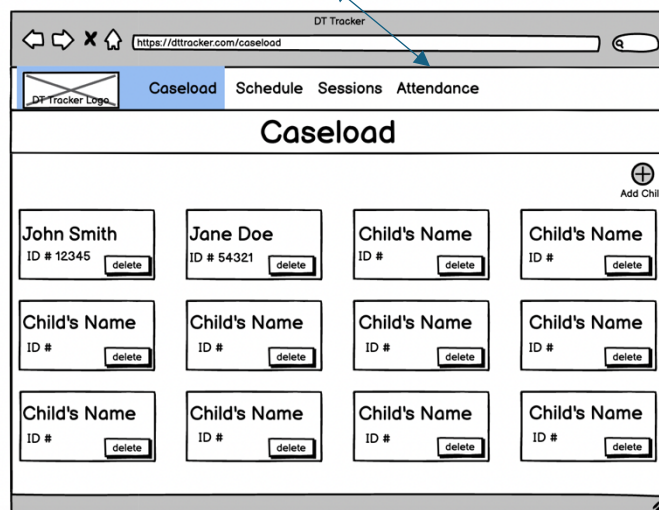 DT Tracker
https://dttracker.com/caseload
DT Tracker Logo
Caseload Schedule Sessions Attendance
Caseload
Add Chil
John Smith Jane Doe Child's Name Child's Name
ID # 12345 delete ID # 54321 delete ID # delete ID # delete
Child's Name Child's Name Child's Name Child's Name
ID # delete ID # delete ID # delete ID # delete
Child's Name Child's Name Child's Name Child's Name
ID # delete ID # delete ID # delete ID # delete